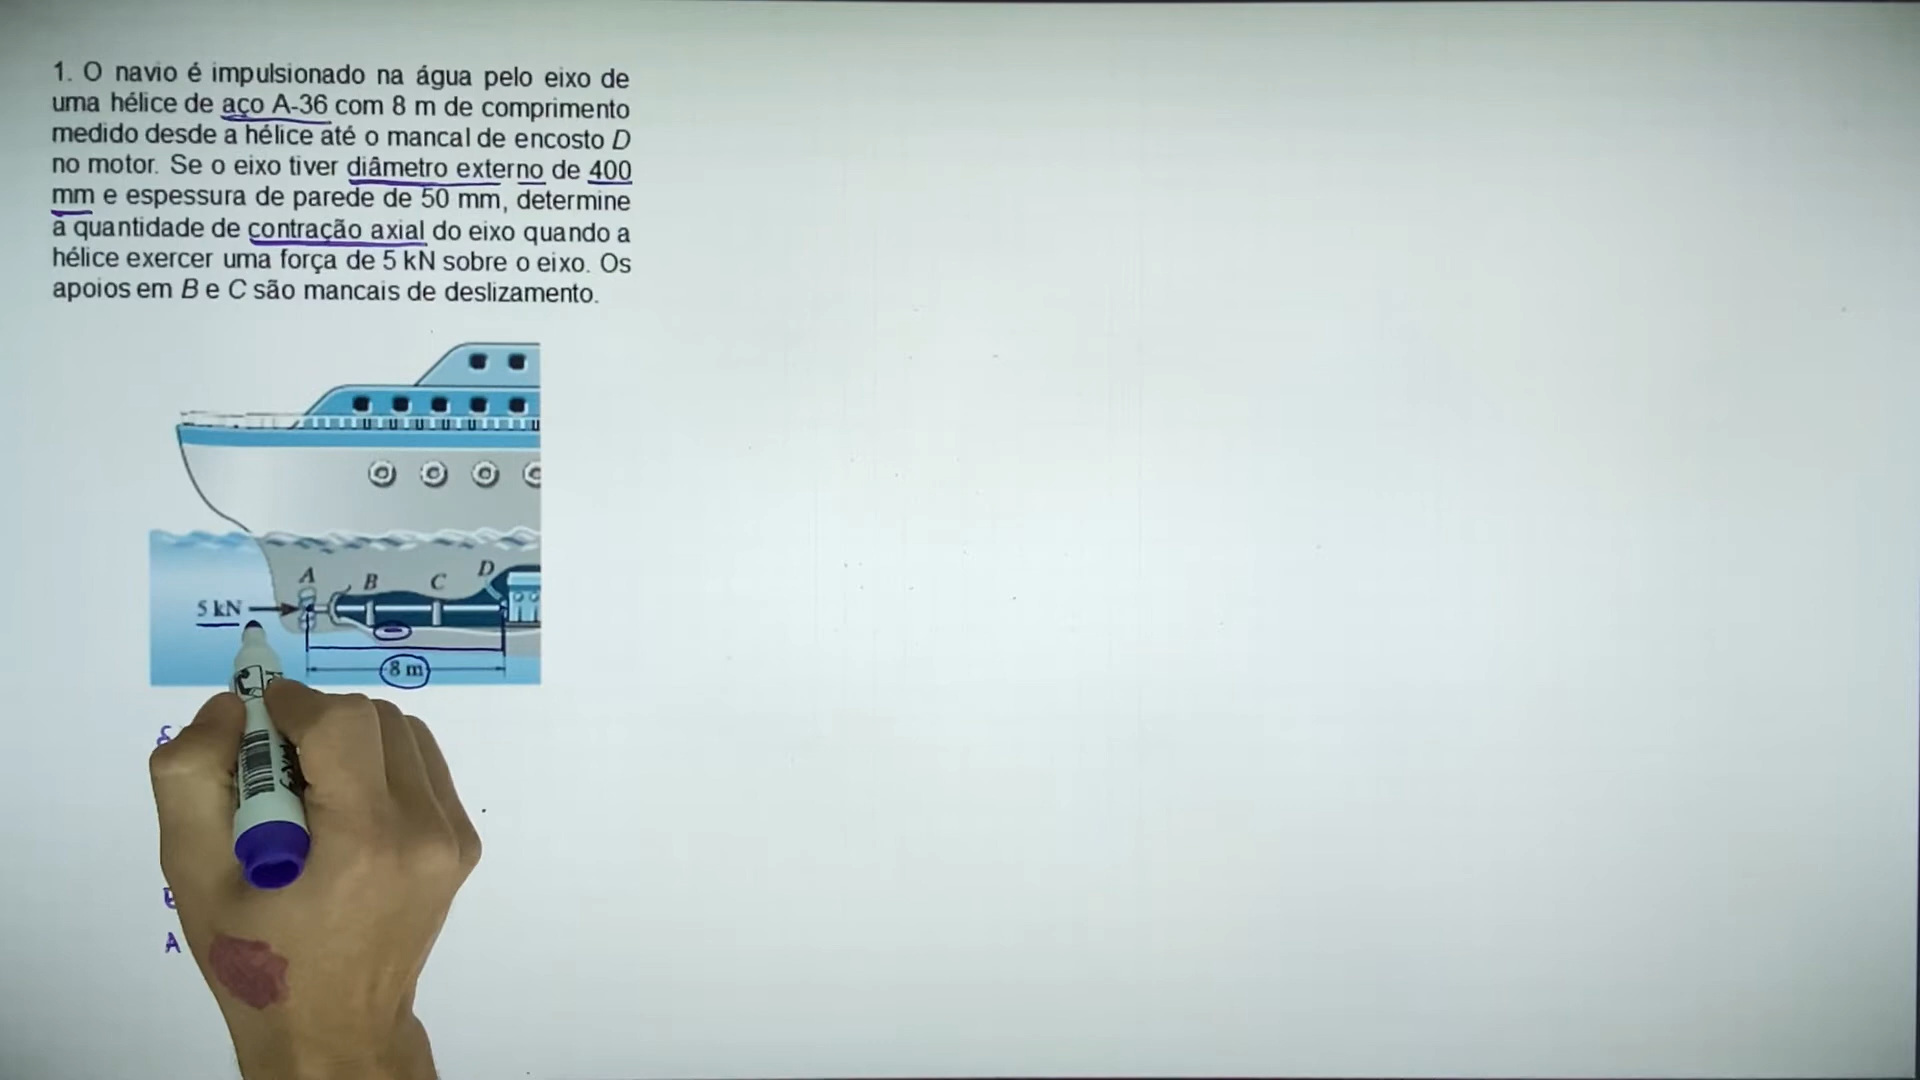 1. O navio é impulsionado na água pelo eixo de
uma hélice de aço A-36 com 8 m de comprimento
medido desde a hélice até o mancal de encosto D
no motor. Se o eixo tiver diâmetro externo de 400
mm e espessura de parede de 50 mm, determine
a quantidade de contração axial do eixo quando a
hélice exercer uma força de 5 kN sobre o eixo. Os
apoios em B e C são mancais de deslizamento.
A
B
C
D
5 kN
8 m
A